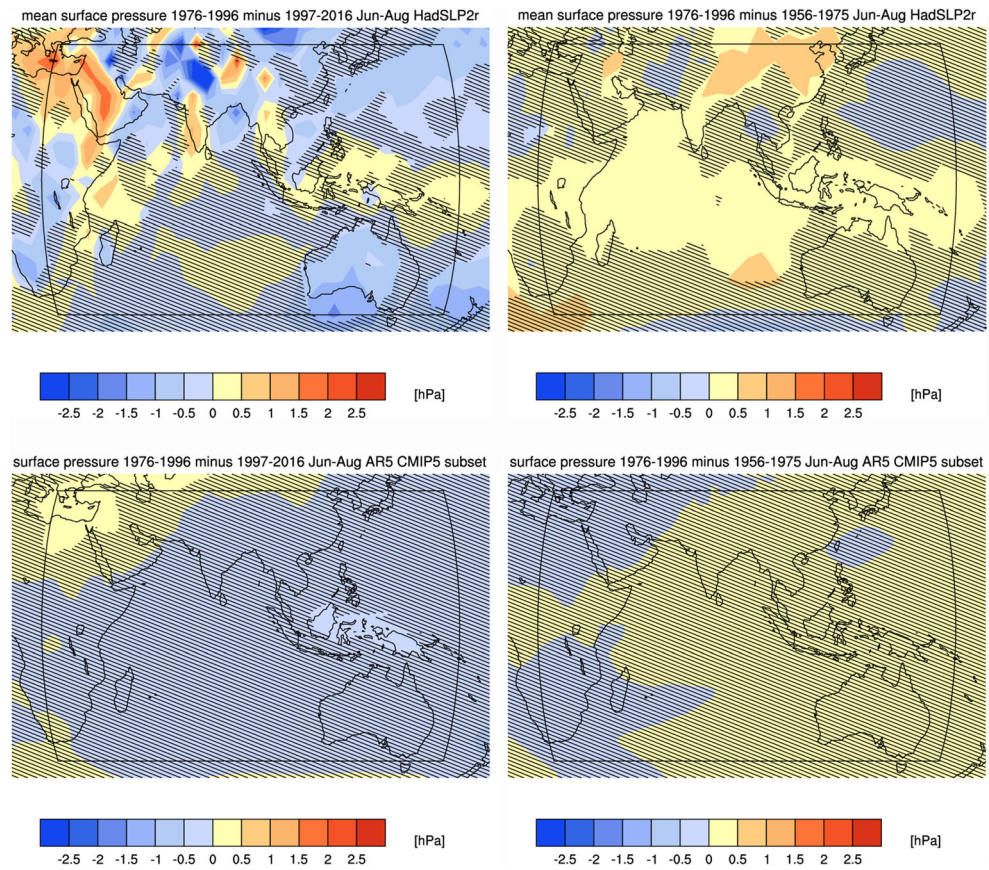 mean surface pressure 1976-1996 minus 1997-2016 Jun-Aug HadSLP2r
mean surface pressure 1976-1996 minus 1956-1975 Jun-Aug HadSLP2r
[hPa]
-2.5 -2 -1.5 -1 -0.5 0 0.5 1 1.5 2 2.5
[hPa]
-2.5 -2 -1.5 -1 -0.5 0 0.5 1 1.5 2 2.5
surface pressure 1976-1996 minus 1997-2016 Jun-Aug AR5 CMIP5 subset
surface pressure 1976-1996 minus 1956-1975 Jun-Aug AR5 CMIP5 subset
[hPa]
-2.5 -2 -1.5 -1 -0.5 0 0.5 1 1.5 2 2.5
[hPa]
-2.5 -2 -1.5 -1 -0.5 0 0.5 1 1.5 2 2.5